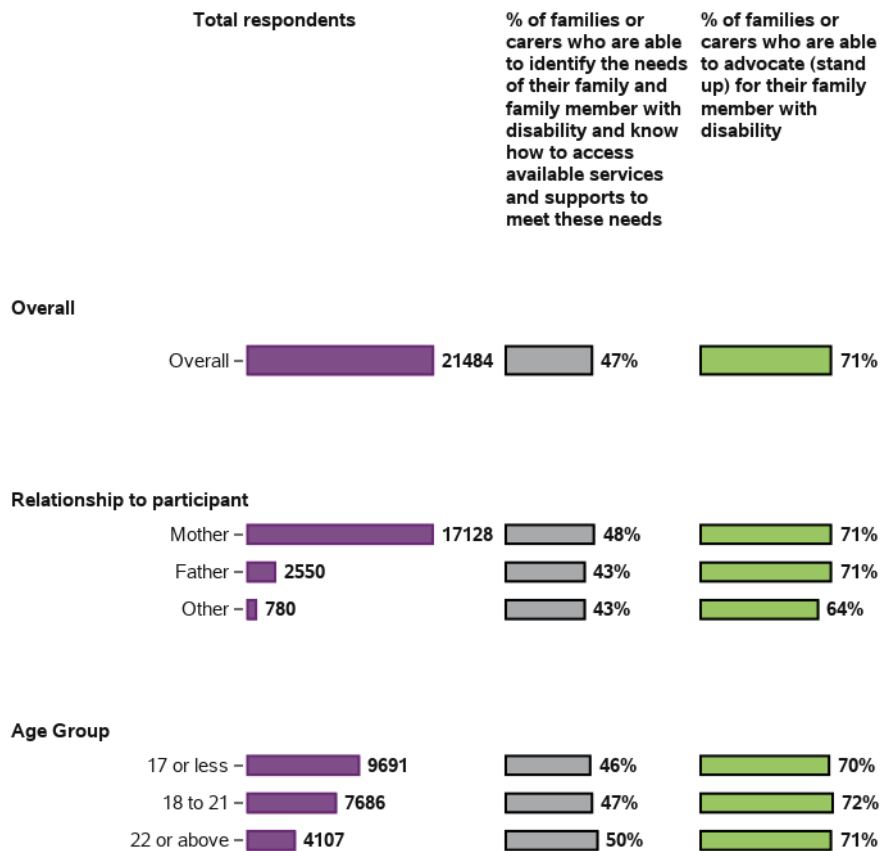 Total respondents
% of families or
carers who are able
to identify the needs
of their family and
family member with
disability and know
how to access
available services
and supports to
meet these needs
% of families or
carers who are able
to advocate (stand
up) for their family
member with
disability
Overall
Overall 21484 47% 71%
Relationship to participant
Mother 17128 48% 71%
Father 2550 43% 71%
Other 780 43% 64%
Age Group
17 or less 9691 46% 70%
18 to 21 7686 47% 72%
22 or above 4107 50% 71%